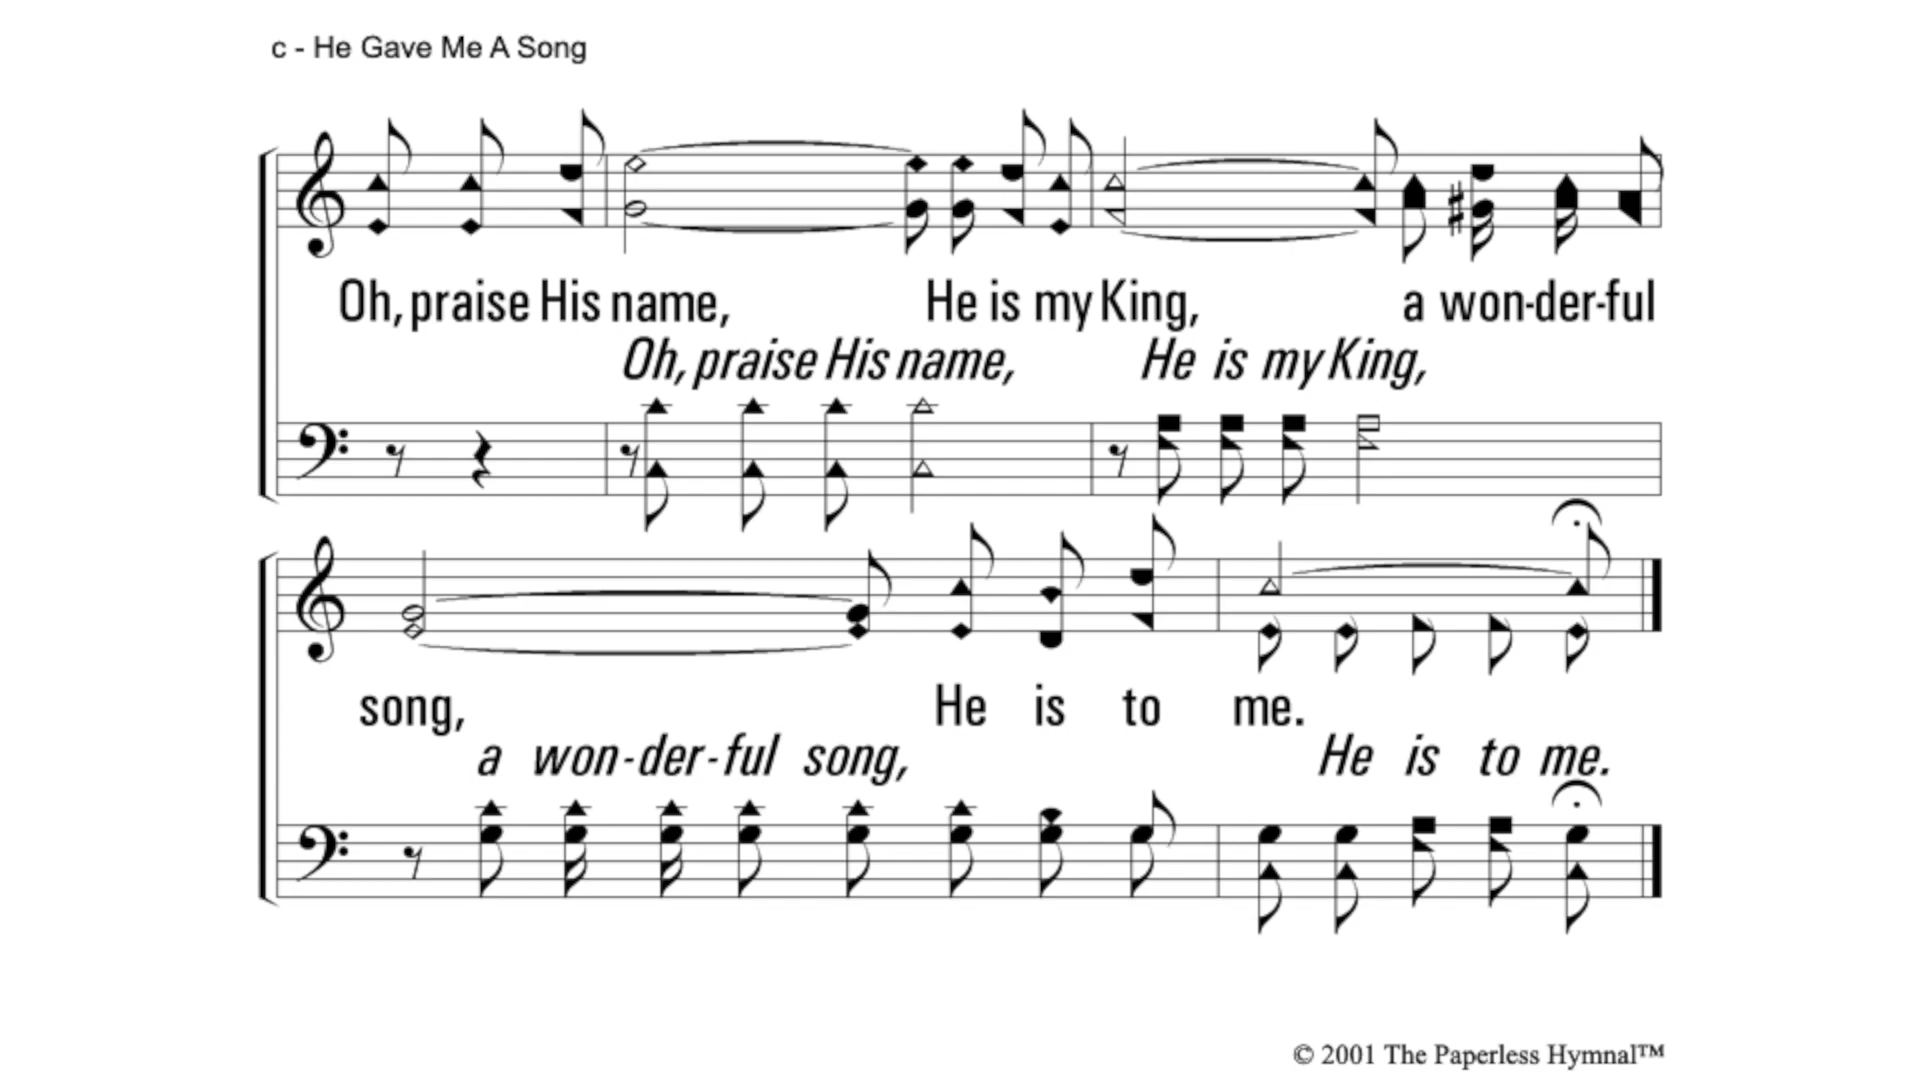 c - He Gave Me A Song
Oh, praise His name, He is my King, a won-der-ful
Oh, praise His name, He is my King,
song, He is to me.
a won-der-ful song, He is to me.
© 2001 The Paperless Hymnal™